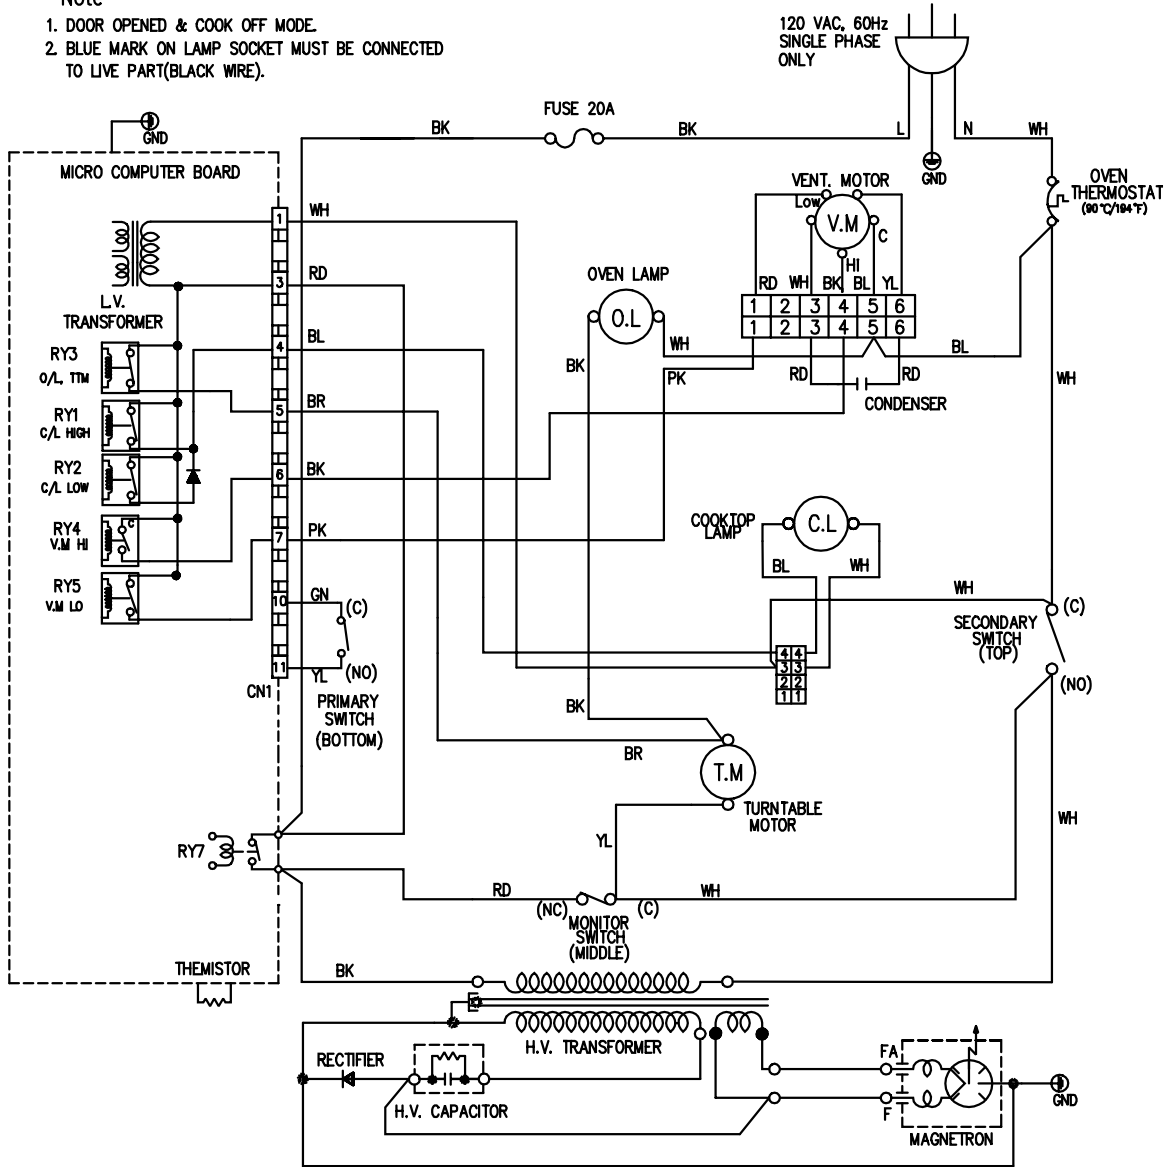 Note
1. DOOR OPENED & COOK OFF MODE.
2. BLUE MARK ON LAMP SOCKET MUST BE CONNECTED
TO LIVE PART(BLACK WIRE).
120 VAC, 60Hz
SINGLE PHASE
ONLY
FUSE 20A
BK
BK
L
N
WH
GND
GND
MICRO COMPUTER BOARD
OVEN
THERMOSTAT
(90°C/194°F)
VENT. MOTOR
Low
V.M
C
HI
RD WH BK BL YL
1 2 3 4 5 6
1 2 3 4 5 6
RD
RD
CONDENSER
BL
WH
OVEN LAMP
O.L
WH
BK
PK
1
WH
3
RD
4
BL
5
BR
6
BK
7
PK
10
GN
11
YL
CN1
L.V.
TRANSFORMER
RY3
O/L, TTM
RY1
C/L HIGH
RY2
C/L LOW
RY4
V.M HI
C
RY5
V.M LO
(C)
(NO)
PRIMARY
SWITCH
(BOTTOM)
COOKTOP
LAMP
C.L
BL
WH
WH
4 4
3 3
2 2
1 1
SECONDARY
SWITCH
(TOP)
(C)
(NO)
BK
BR
T.M
TURNTABLE
MOTOR
YL
WH
RY7
RD
(NC)
(C)
WH
MONITOR
SWITCH
(MIDDLE)
THEMISTOR
BK
H.V. TRANSFORMER
RECTIFIER
H.V. CAPACITOR
FA
F
GND
MAGNETRON